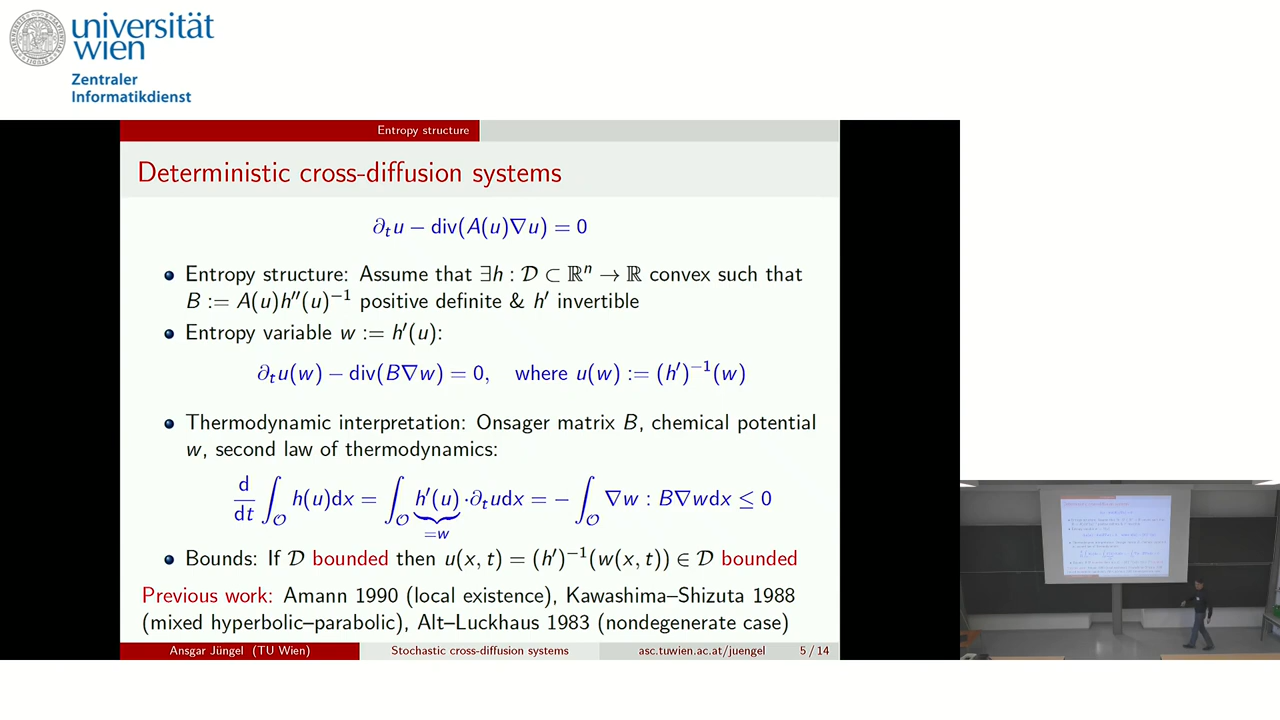 universität
wien
Zentraler
Informatikdienst
Entropy structure
Deterministic cross-diffusion systems
∂ₜu − div(A(u)∇u) = 0
Entropy structure: Assume that ∃h : 𝒟 ⊂ ℝⁿ → ℝ convex such that
B := A(u)h″(u)⁻¹ positive definite & h′ invertible
Entropy variable w := h′(u):
∂ₜu(w) − div(B∇w) = 0, where u(w) := (h′)⁻¹(w)
Thermodynamic interpretation: Onsager matrix B, chemical potential
w, second law of thermodynamics:
d/dt ∫_𝒪 h(u)dx = ∫_𝒪 h′(u) · ∂ₜudx = − ∫_𝒪 ∇w : B∇wdx ≤ 0
=w
Bounds: If 𝒟 bounded then u(x, t) = (h′)⁻¹(w(x, t)) ∈ 𝒟 bounded
Previous work: Amann 1990 (local existence), Kawashima–Shizuta 1988
(mixed hyperbolic–parabolic), Alt–Luckhaus 1983 (nondegenerate case)
Ansgar Jüngel (TU Wien) Stochastic cross-diffusion systems asc.tuwien.ac.at/juengel 5 / 14